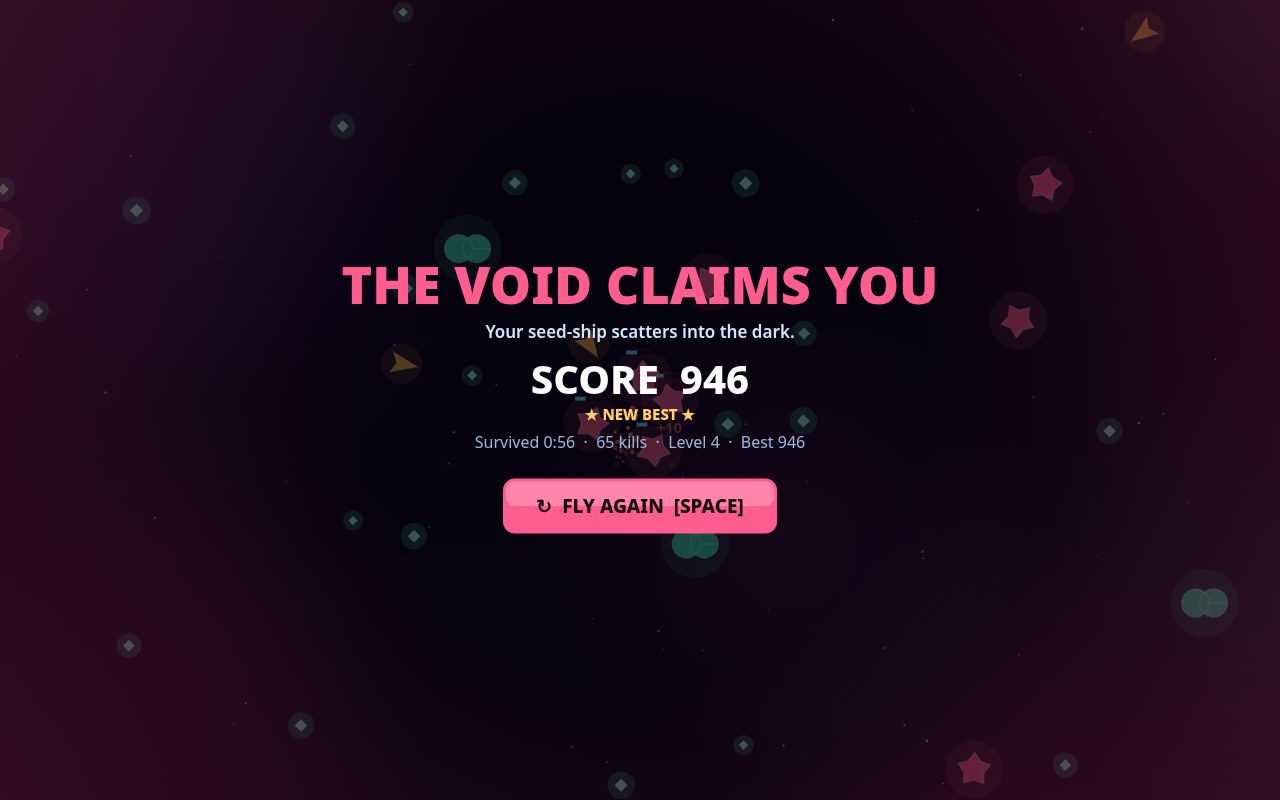 THE VOID CLAIMS YOU
Your seed-ship scatters into the dark.
SCORE 946
★ NEW BEST ★
+10
Survived 0:56 · 65 kills · Level 4 · Best 946
↻ FLY AGAIN [SPACE]